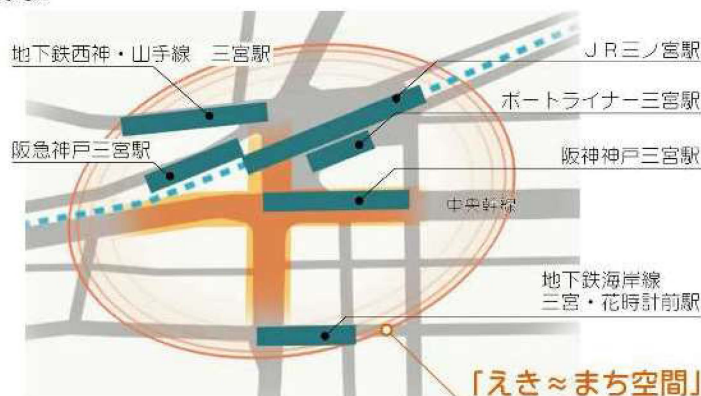 地下鉄西神・山手線　三宮駅
JR三ノ宮駅
ポートライナー三宮駅
阪急神戸三宮駅
阪神神戸三宮駅
中央幹線
地下鉄海岸線
三宮・花時計前駅
「えき≈まち空間」